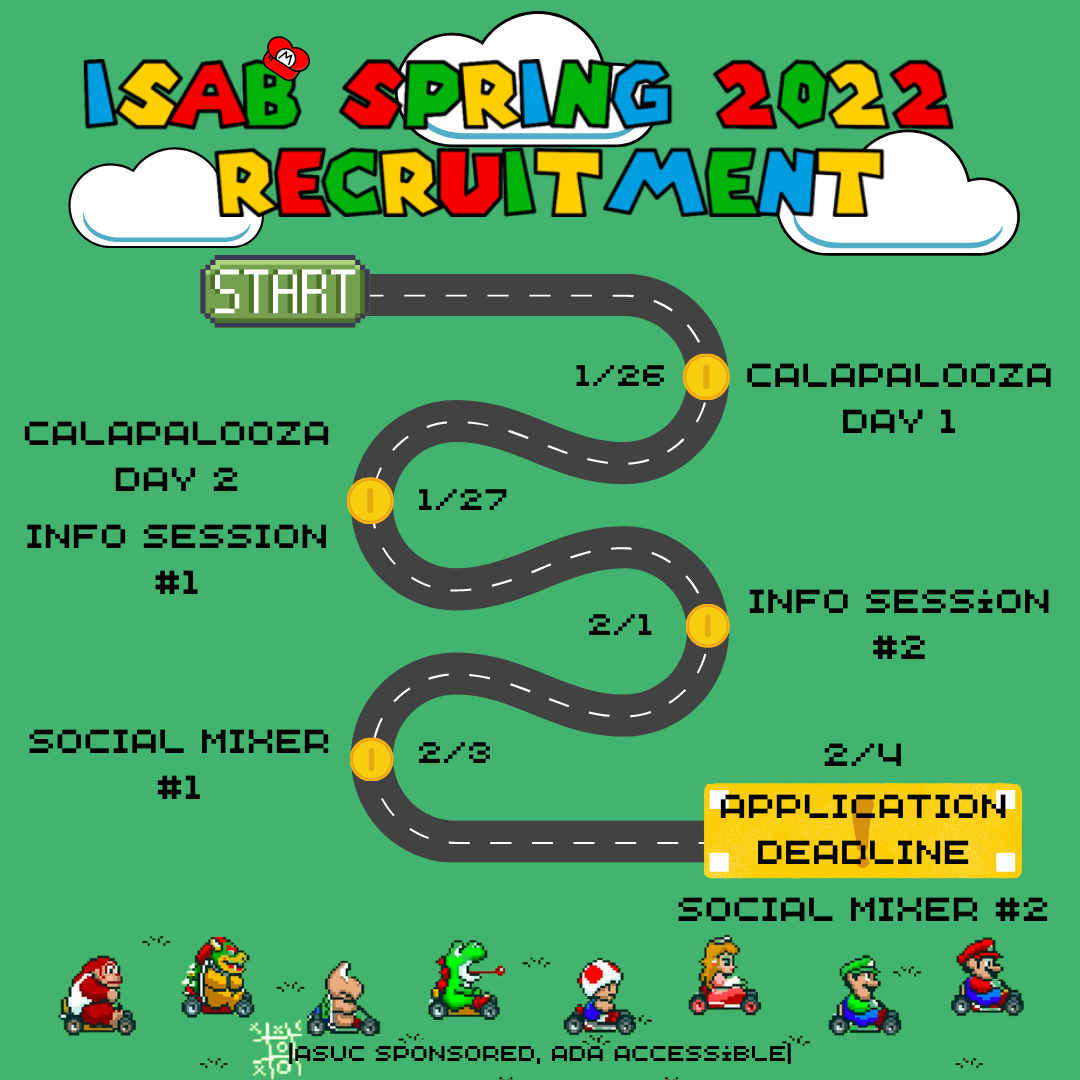 ISAB SPRING 2022
RECRUITMENT
START
1/26
CALAPALOOZA
DAY 1
CALAPALOOZA
DAY 2
1/27
INFO SESSION
#1
2/1
INFO SESSiON
#2
SOCIAL MIXER
#1
2/3
2/4
APPLICATION
DEADLINE
SOCIAL MIXER #2
|ASUC SPONSORED, ADA ACCESSiBLE|